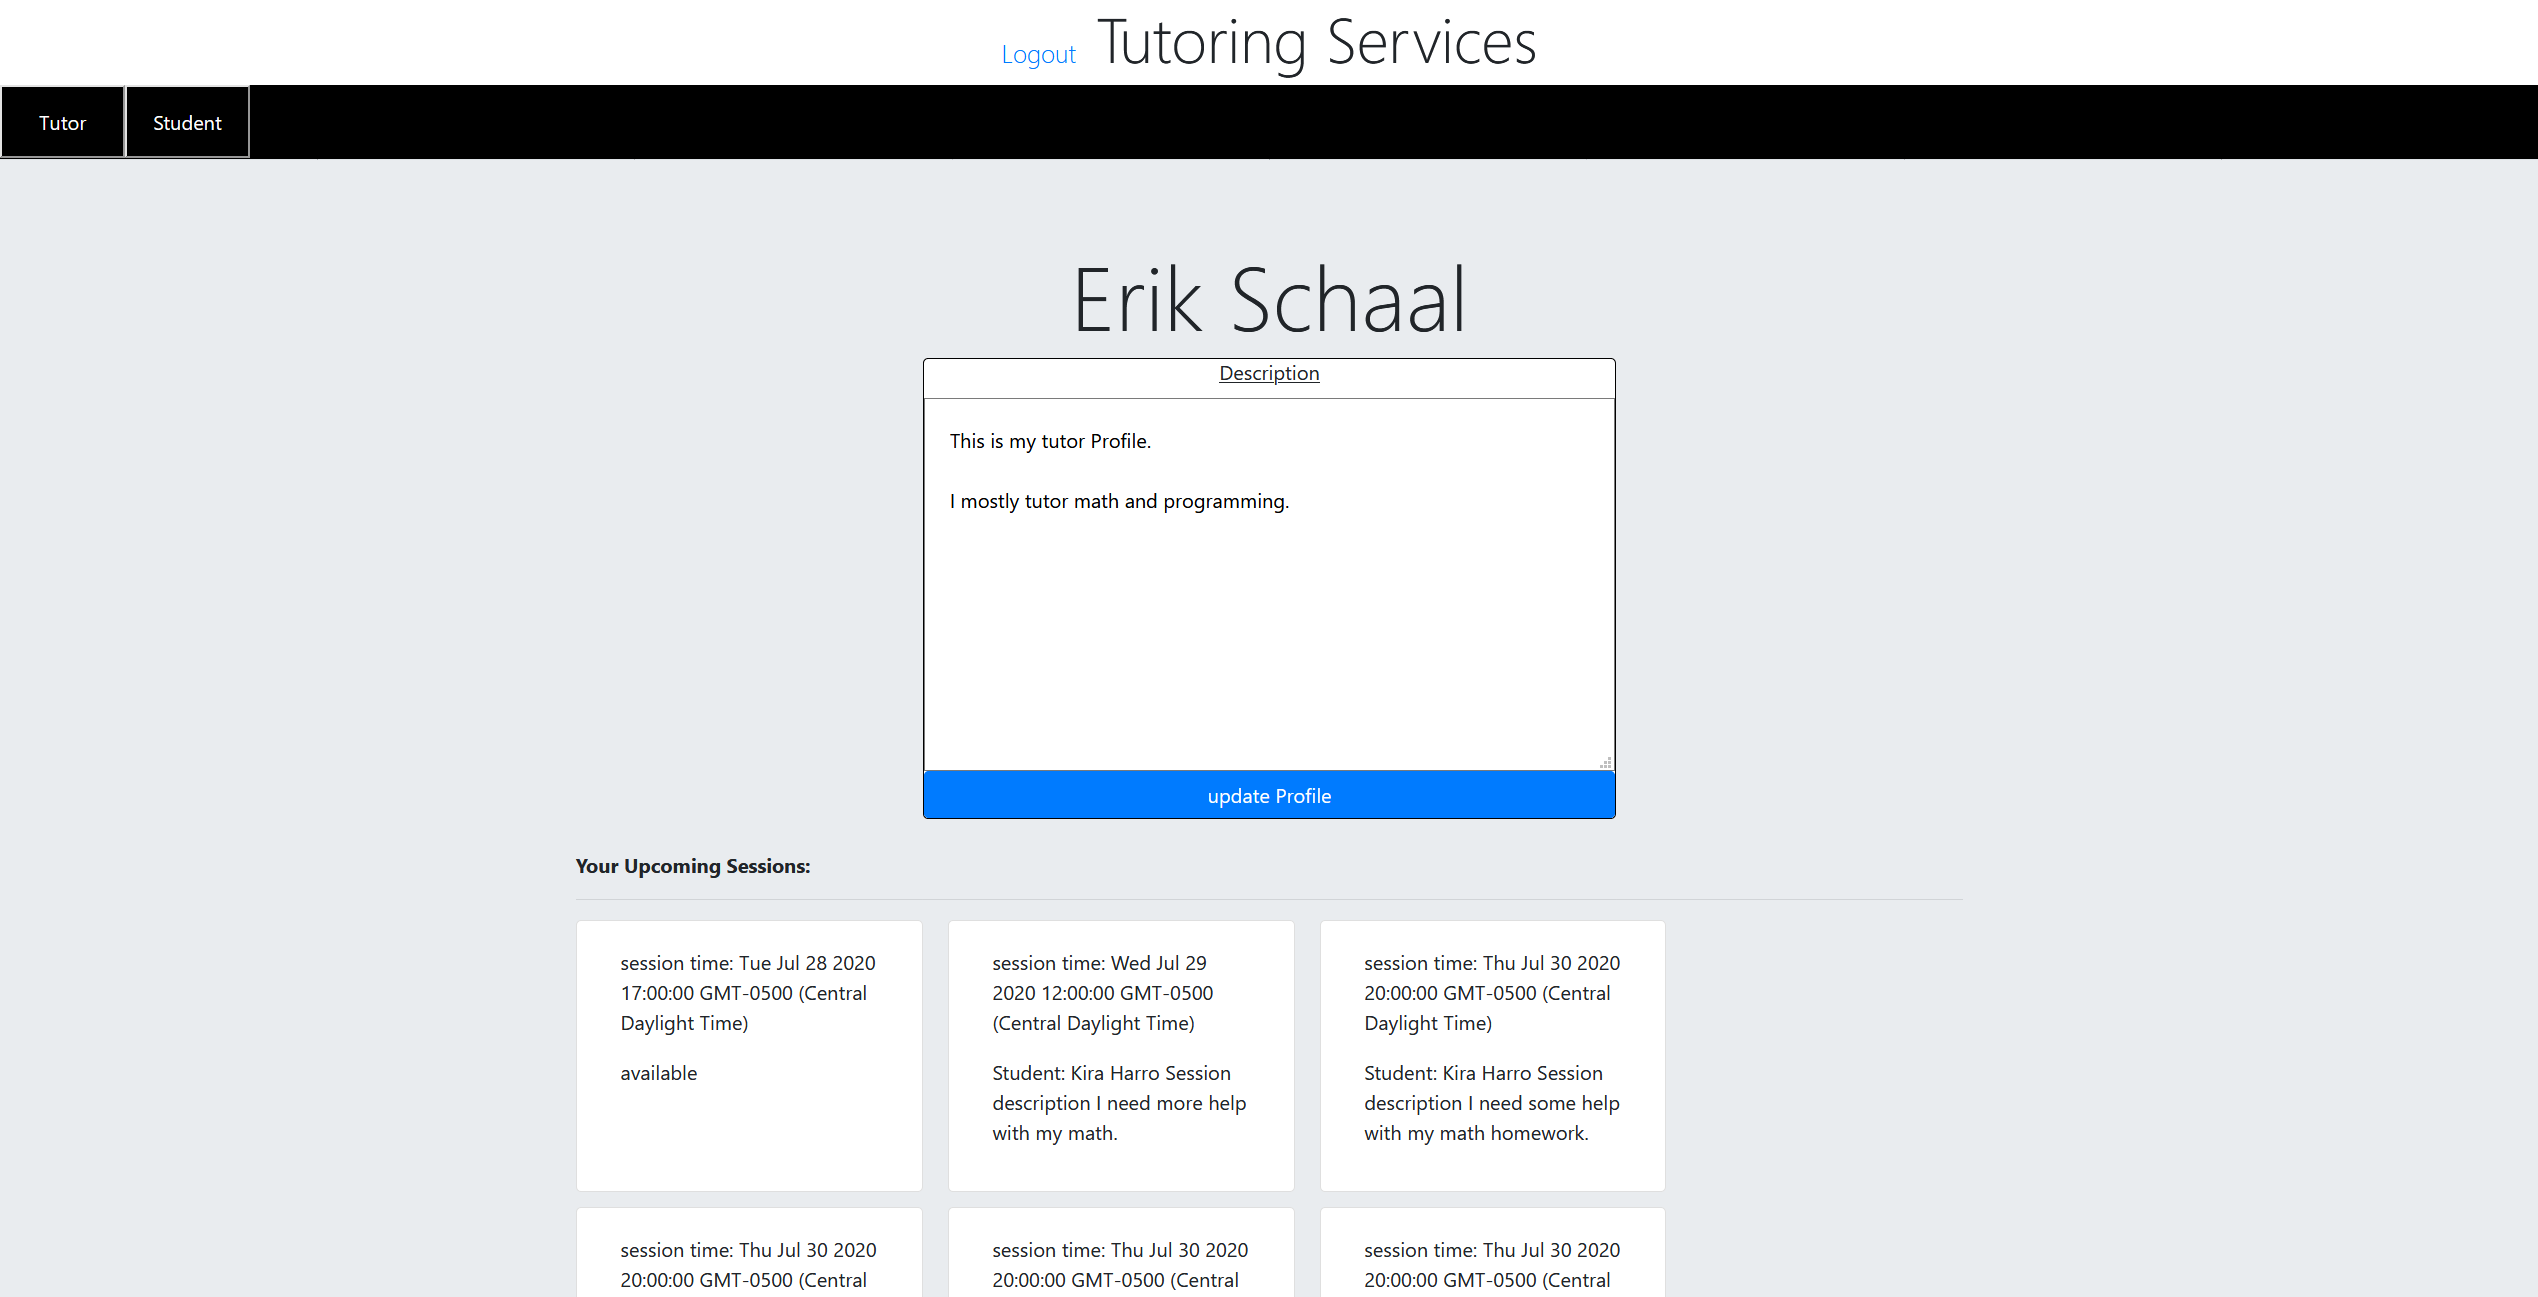 Logout Tutoring Services
Tutor Student
Erik Schaal
Description
This is my tutor Profile.
I mostly tutor math and programming.
update Profile
Your Upcoming Sessions:
session time: Tue Jul 28 2020
17:00:00 GMT-0500 (Central
Daylight Time)
available
session time: Wed Jul 29
2020 12:00:00 GMT-0500
(Central Daylight Time)
Student: Kira Harro Session
description I need more help
with my math.
session time: Thu Jul 30 2020
20:00:00 GMT-0500 (Central
Daylight Time)
Student: Kira Harro Session
description I need some help
with my math homework.
session time: Thu Jul 30 2020
20:00:00 GMT-0500 (Central
session time: Thu Jul 30 2020
20:00:00 GMT-0500 (Central
session time: Thu Jul 30 2020
20:00:00 GMT-0500 (Central